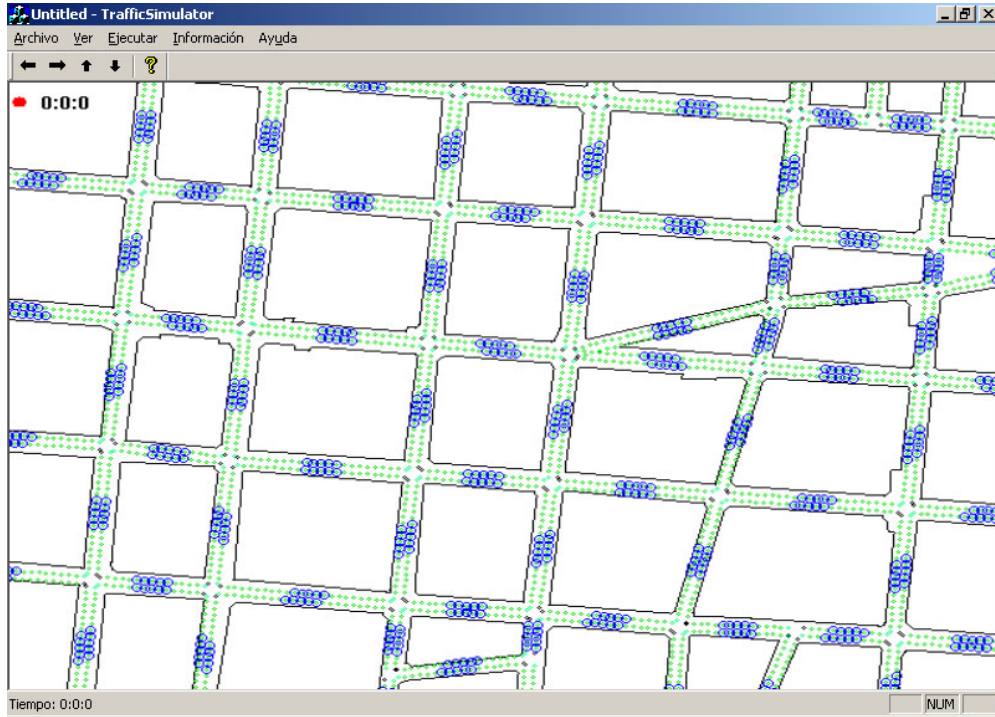 Untitled - TrafficSimulator
Archivo Ver Ejecutar Información Ayuda
0:0:0
Tiempo: 0:0:0 NUM